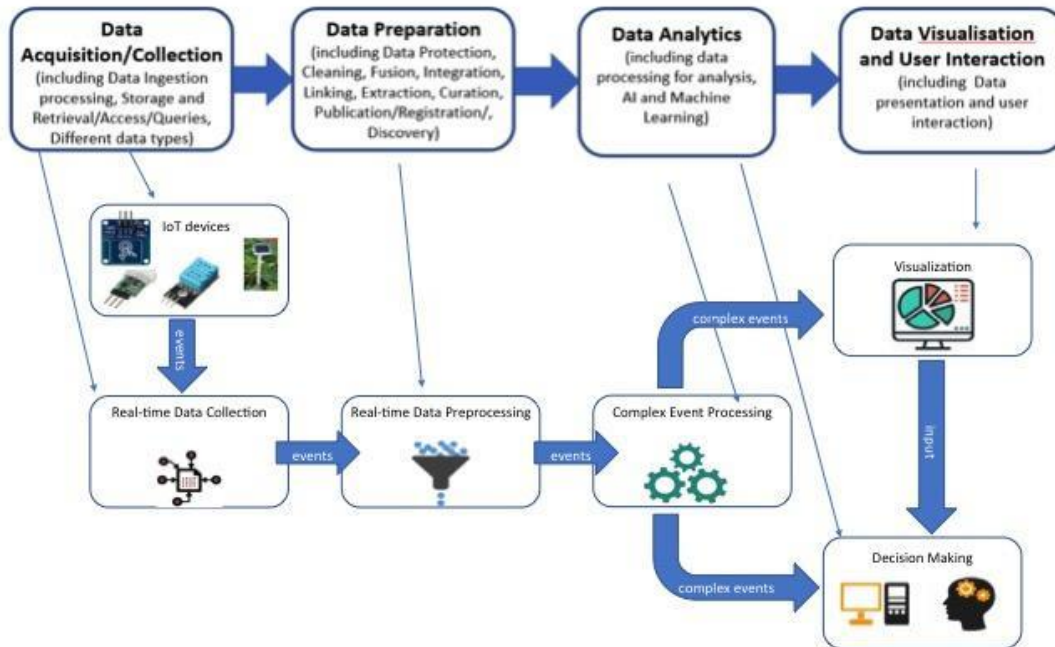 Data
Acquisition/Collection
(including Data Ingestion
processing, Storage and
Retrieval/Access/Queries,
Different data types)
Data Preparation
(including Data Protection,
Cleaning, Fusion, Integration,
Linking, Extraction, Curation,
Publication/Registration/,
Discovery)
Data Analytics
(including data
processing for analysis,
AI and Machine
Learning)
Data Visualisation
and User Interaction
(including Data
presentation and user
interaction)
IoT devices
events
Real-time Data Collection
events
Real-time Data Preprocessing
events
Complex Event Processing
complex events
complex events
Visualization
input
Decision Making